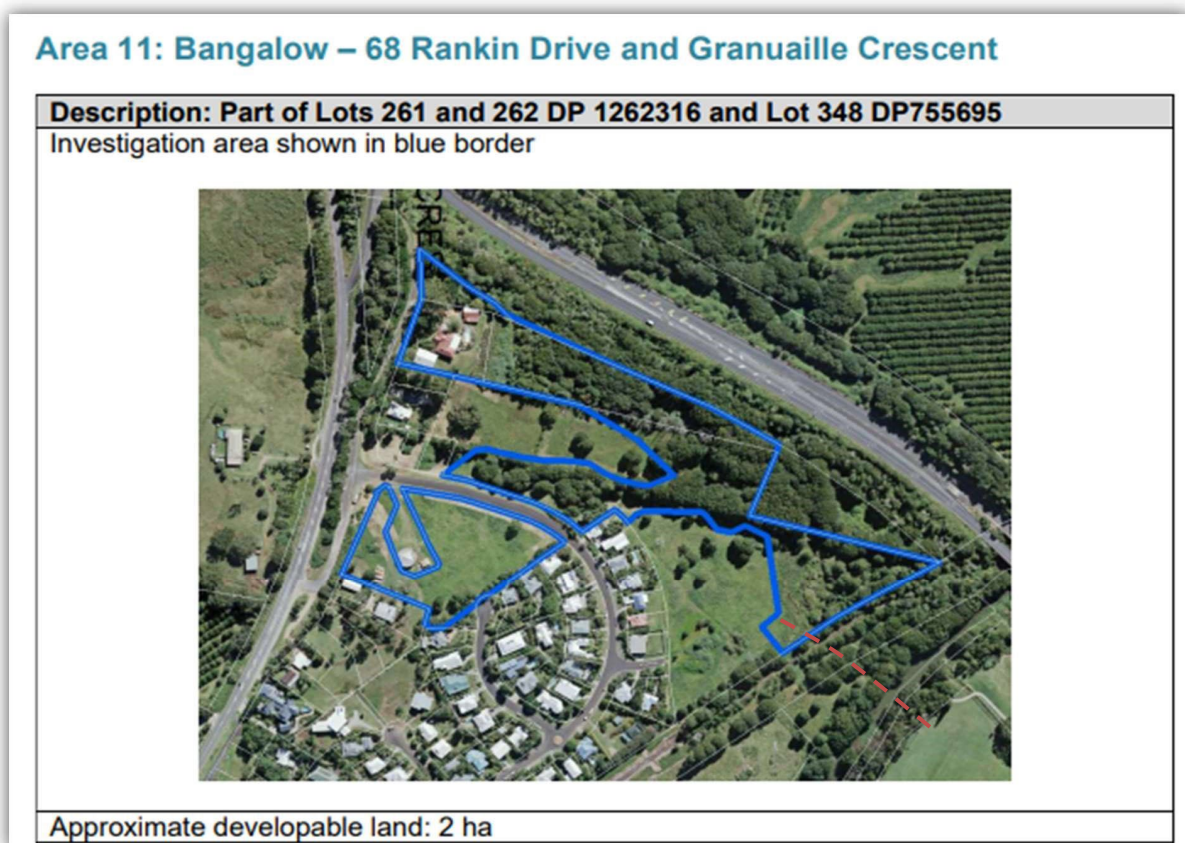 Area 11: Bangalow – 68 Rankin Drive and Granuaille Crescent
Description: Part of Lots 261 and 262 DP 1262316 and Lot 348 DP755695
Investigation area shown in blue border
CRE
Approximate developable land: 2 ha